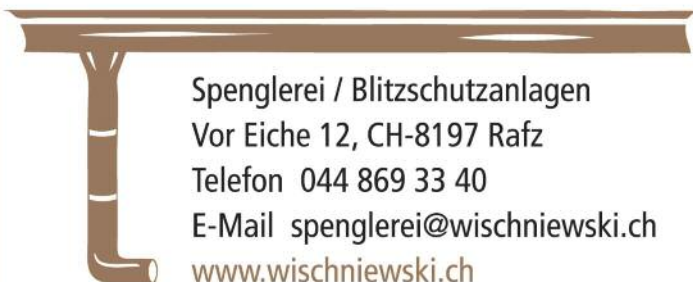 Spenglerei / Blitzschutzanlagen
Vor Eiche 12, CH-8197 Rafz
Telefon 044 869 33 40
E-Mail spenglerei@wischniewski.ch
www.wischniewski.ch